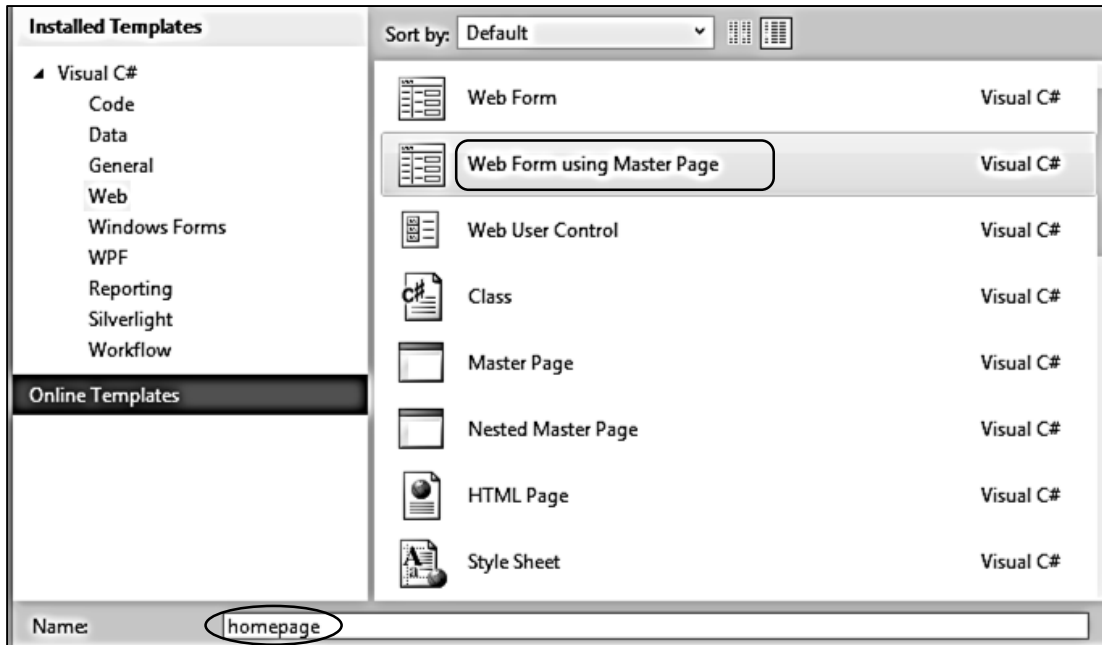 Installed Templates
Visual C#
Code
Data
General
Web
Windows Forms
WPF
Reporting
Silverlight
Workflow
Online Templates
Sort by: Default
Web Form Visual C#
Web Form using Master Page Visual C#
Web User Control Visual C#
Class Visual C#
Master Page Visual C#
Nested Master Page Visual C#
HTML Page Visual C#
Style Sheet Visual C#
Name: homepage